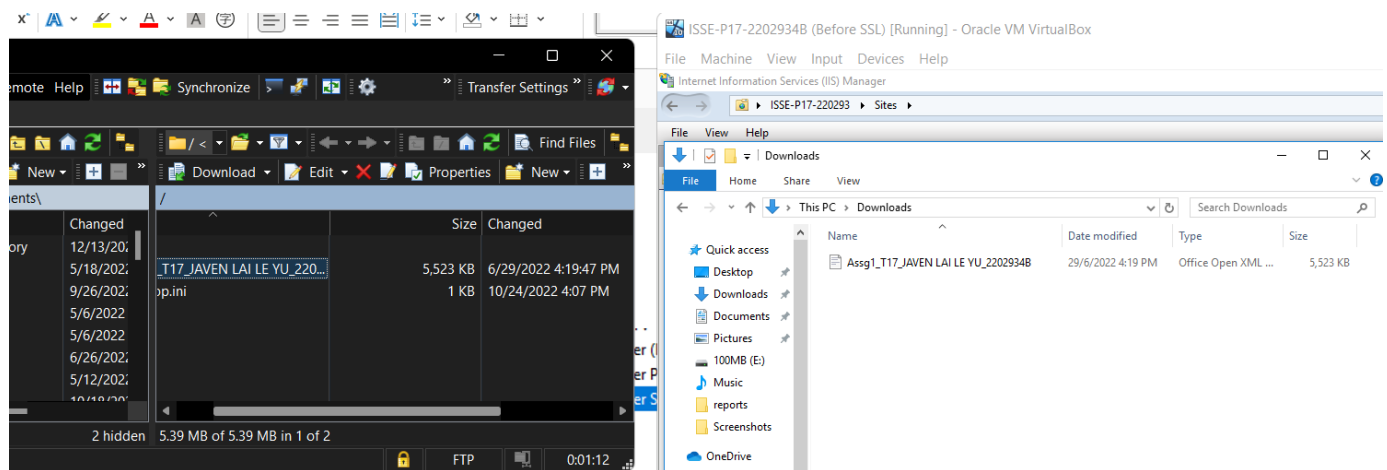 ISSE-P17-2202934B (Before SSL) [Running] - Oracle VM VirtualBox
File Machine View Input Devices Help
Internet Information Services (IIS) Manager
ISSE-P17-220293 Sites
File View Help
Downloads
File Home Share View
This PC Downloads Search Downloads
Name Date modified Type Size
Assg1_T17_JAVEN LAI LE YU_2202934B 29/6/2022 4:19 PM Office Open XML ... 5,523 KB
Quick access
Desktop
Downloads
Documents
Pictures
100MB (E:)
Music
reports
Screenshots
OneDrive
emote Help Synchronize Transfer Settings
/ < Find Files
New Download Edit Properties New
ents\ /
Changed Size Changed
ory 12/13/202
5/18/2022 _T17_JAVEN LAI LE YU_220... 5,523 KB 6/29/2022 4:19:47 PM
9/26/2022 op.ini 1 KB 10/24/2022 4:07 PM
5/6/2022
5/6/2022
6/26/2022
5/12/2022
2 hidden 5.39 MB of 5.39 MB in 1 of 2
FTP 0:01:12
er (I
er P
er S